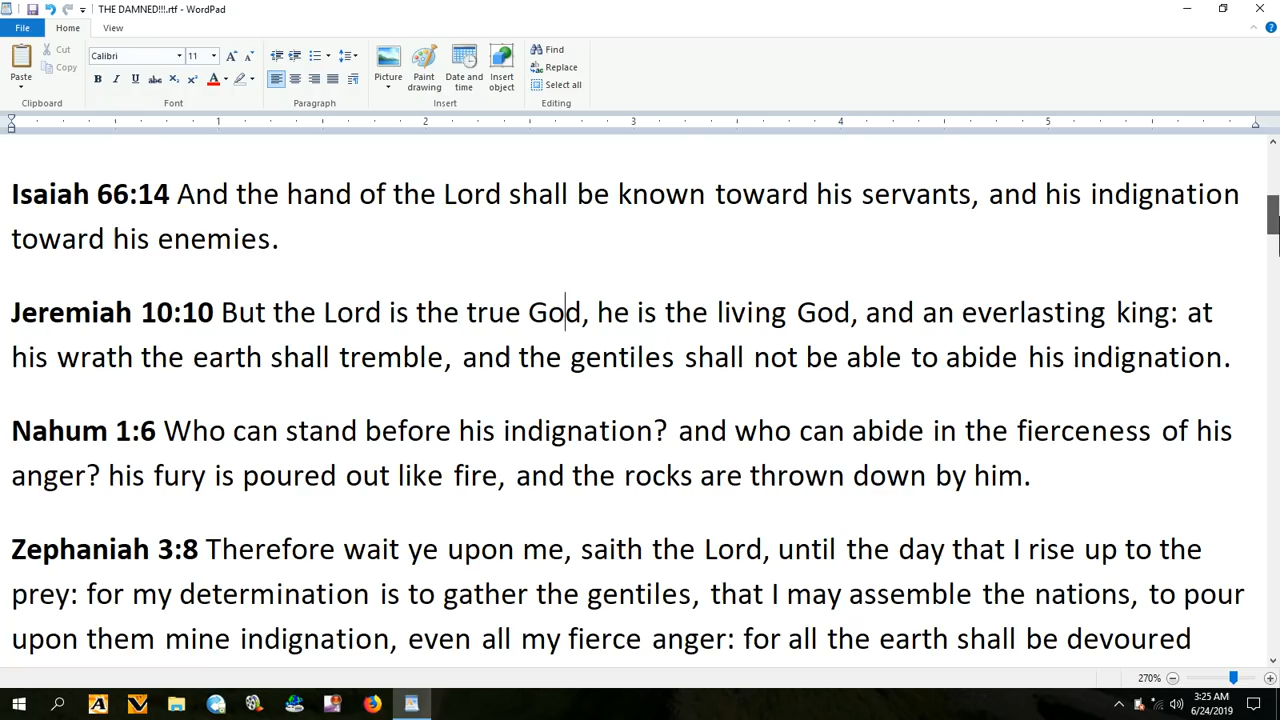 THE DAMNED!!!.rtf - WordPad
File Home View
Cut
Copy
Paste
Calibri 11
Picture
Paint drawing
Date and time
Insert object
Find
Replace
Select all
Clipboard Font Paragraph Insert Editing
1 2 3 4 5
Isaiah 66:14 And the hand of the Lord shall be known toward his servants, and his indignation
toward his enemies.
Jeremiah 10:10 But the Lord is the true God, he is the living God, and an everlasting king: at
his wrath the earth shall tremble, and the gentiles shall not be able to abide his indignation.
Nahum 1:6 Who can stand before his indignation? and who can abide in the fierceness of his
anger? his fury is poured out like fire, and the rocks are thrown down by him.
Zephaniah 3:8 Therefore wait ye upon me, saith the Lord, until the day that I rise up to the
prey: for my determination is to gather the gentiles, that I may assemble the nations, to pour
upon them mine indignation, even all my fierce anger: for all the earth shall be devoured
270%
3:25 AM
6/24/2019